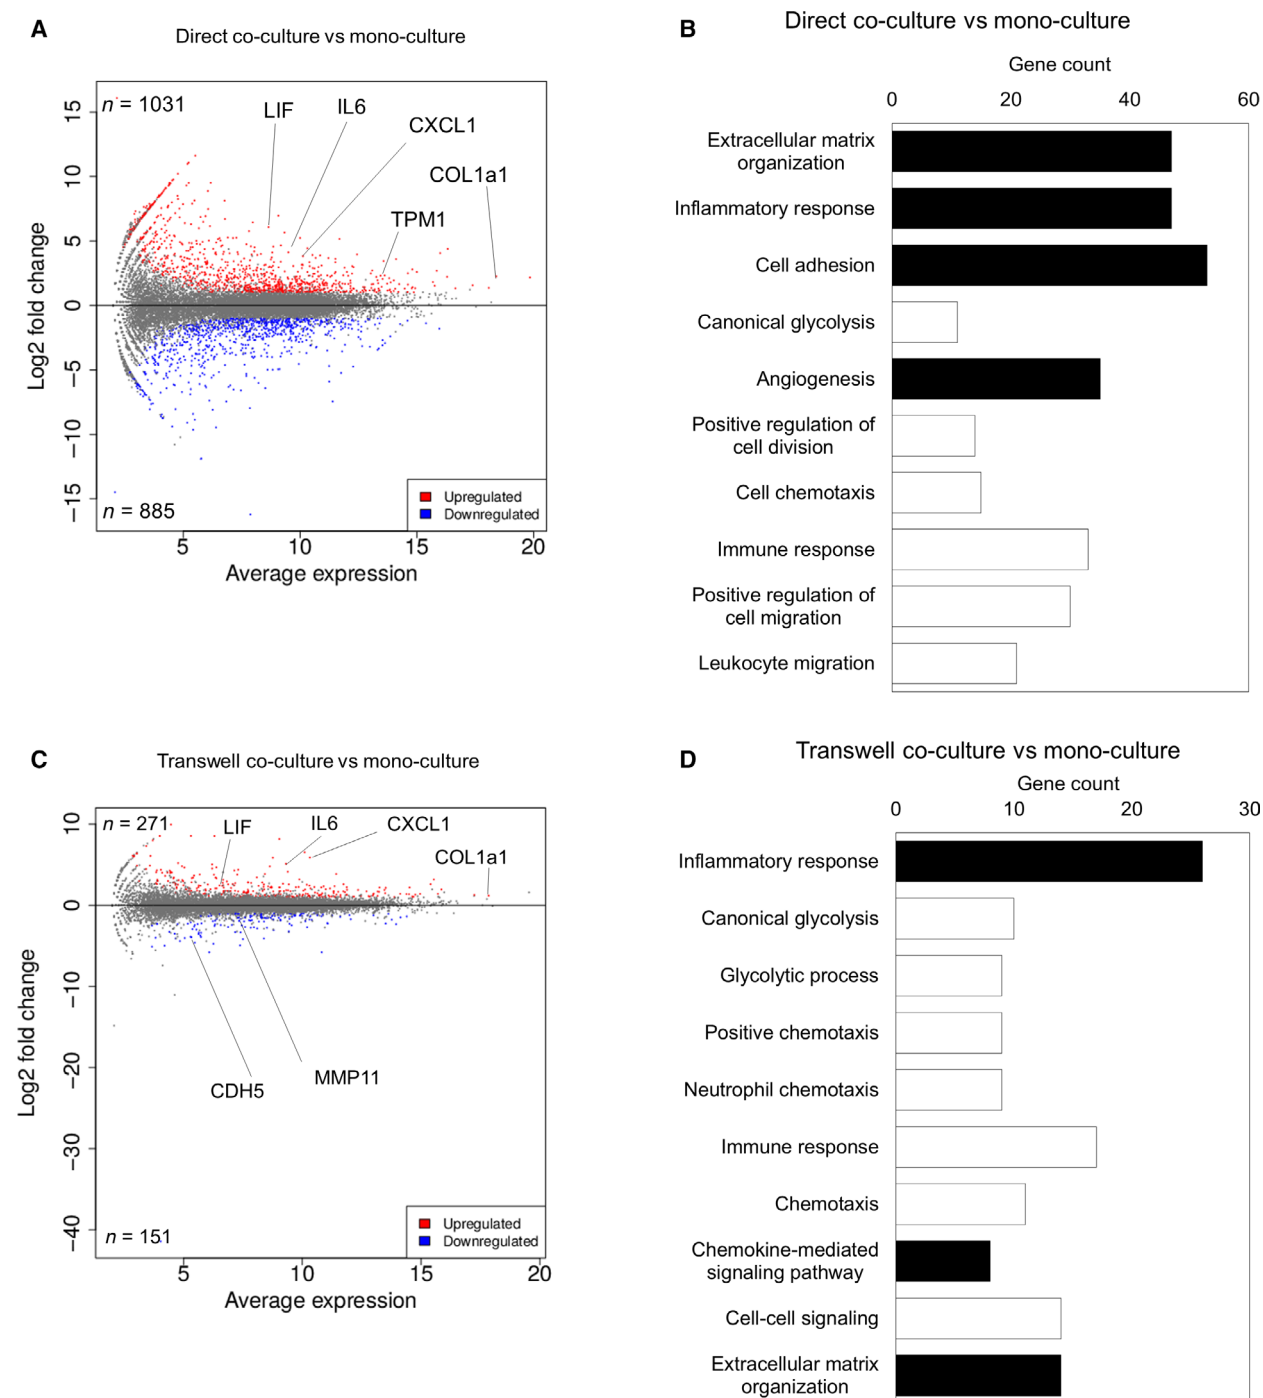 A
Direct co-culture vs mono-culture
n = 1031
LIF
IL6
CXCL1
COL1a1
TPM1
Log2 fold change
15
10
5
0
−5
−10
−15
n = 885
Upregulated
Downregulated
5
10
15
20
Average expression
B
Direct co-culture vs mono-culture
Gene count
0
20
40
60
Extracellular matrix
organization
Inflammatory response
Cell adhesion
Canonical glycolysis
Angiogenesis
Positive regulation of
cell division
Cell chemotaxis
Immune response
Positive regulation of
cell migration
Leukocyte migration
C
Transwell co-culture vs mono-culture
n = 271
LIF
IL6
CXCL1
COL1a1
Log2 fold change
10
0
−10
−20
−30
−40
CDH5
MMP11
n = 151
Upregulated
Downregulated
5
10
15
20
Average expression
D
Transwell co-culture vs mono-culture
Gene count
0
10
20
30
Inflammatory response
Canonical glycolysis
Glycolytic process
Positive chemotaxis
Neutrophil chemotaxis
Immune response
Chemotaxis
Chemokine-mediated
signaling pathway
Cell-cell signaling
Extracellular matrix
organization